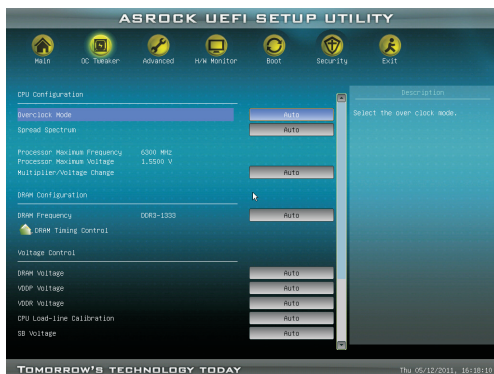 ASROCK UEFI SETUP UTILITY
Main OC Tweaker Advanced H/W Monitor Boot Security Exit
CPU Configuration
Overclock Mode Auto
Spread Spectrum Auto
Processor Maximum Frequency 6300 MHz
Processor Maximum Voltage 1.5500 V
Multiplier/Voltage Change Auto
DRAM Configuration
DRAM Frequency DDR3-1333 Auto
DRAM Timing Control
Voltage Control
DRAM Voltage Auto
VDDP Voltage Auto
VDDR Voltage Auto
CPU Load-line Calibration Auto
SB Voltage Auto
Description
Select the over clock mode.
TOMORROW'S TECHNOLOGY TODAY
Thu 05/12/2011, 16:18:10